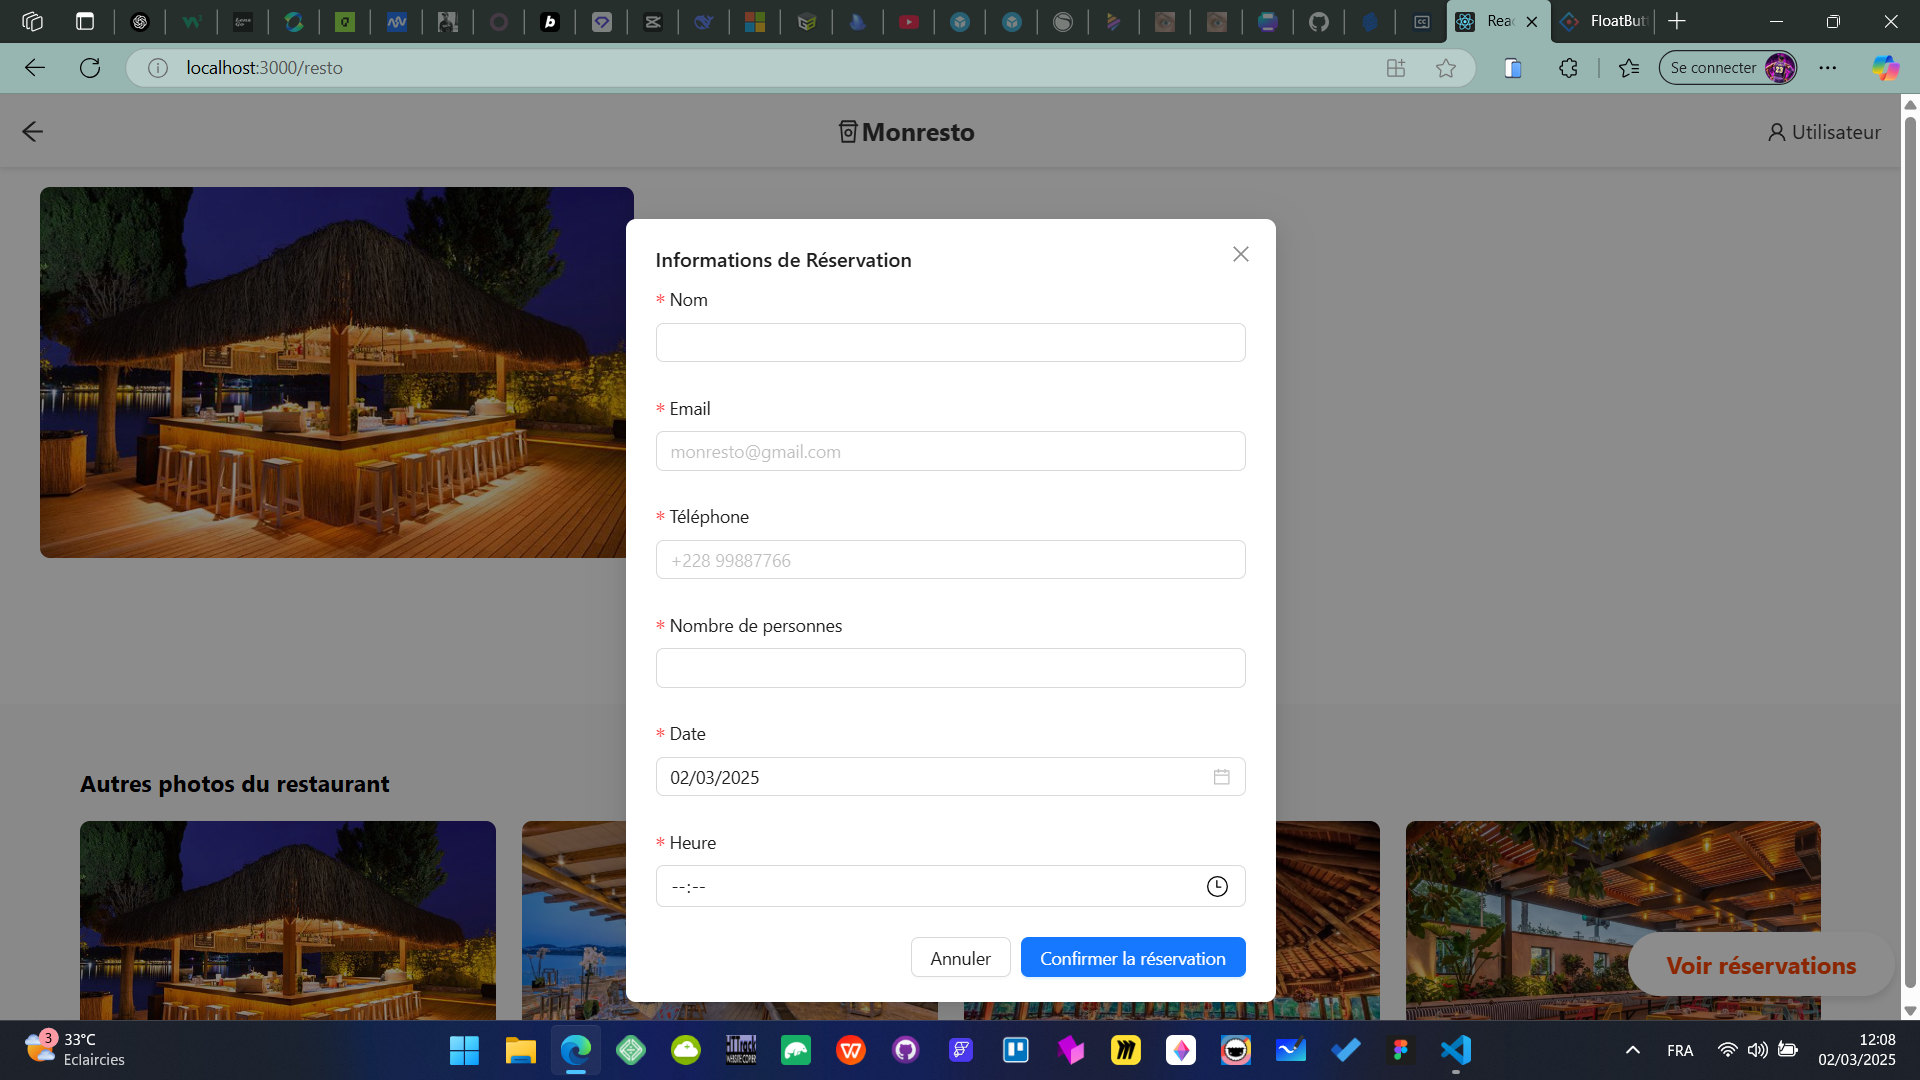 Reac
FloatBut
localhost:3000/resto
Se connecter
Monresto
Utilisateur
Informations de Réservation
* Nom
* Email
monresto@gmail.com
* Téléphone
+228 99887766
* Nombre de personnes
* Date
02/03/2025
* Heure
--:--
Annuler
Confirmer la réservation
Autres photos du restaurant
Voir réservations
3
33°C
Eclaircies
FRA
12:08
02/03/2025